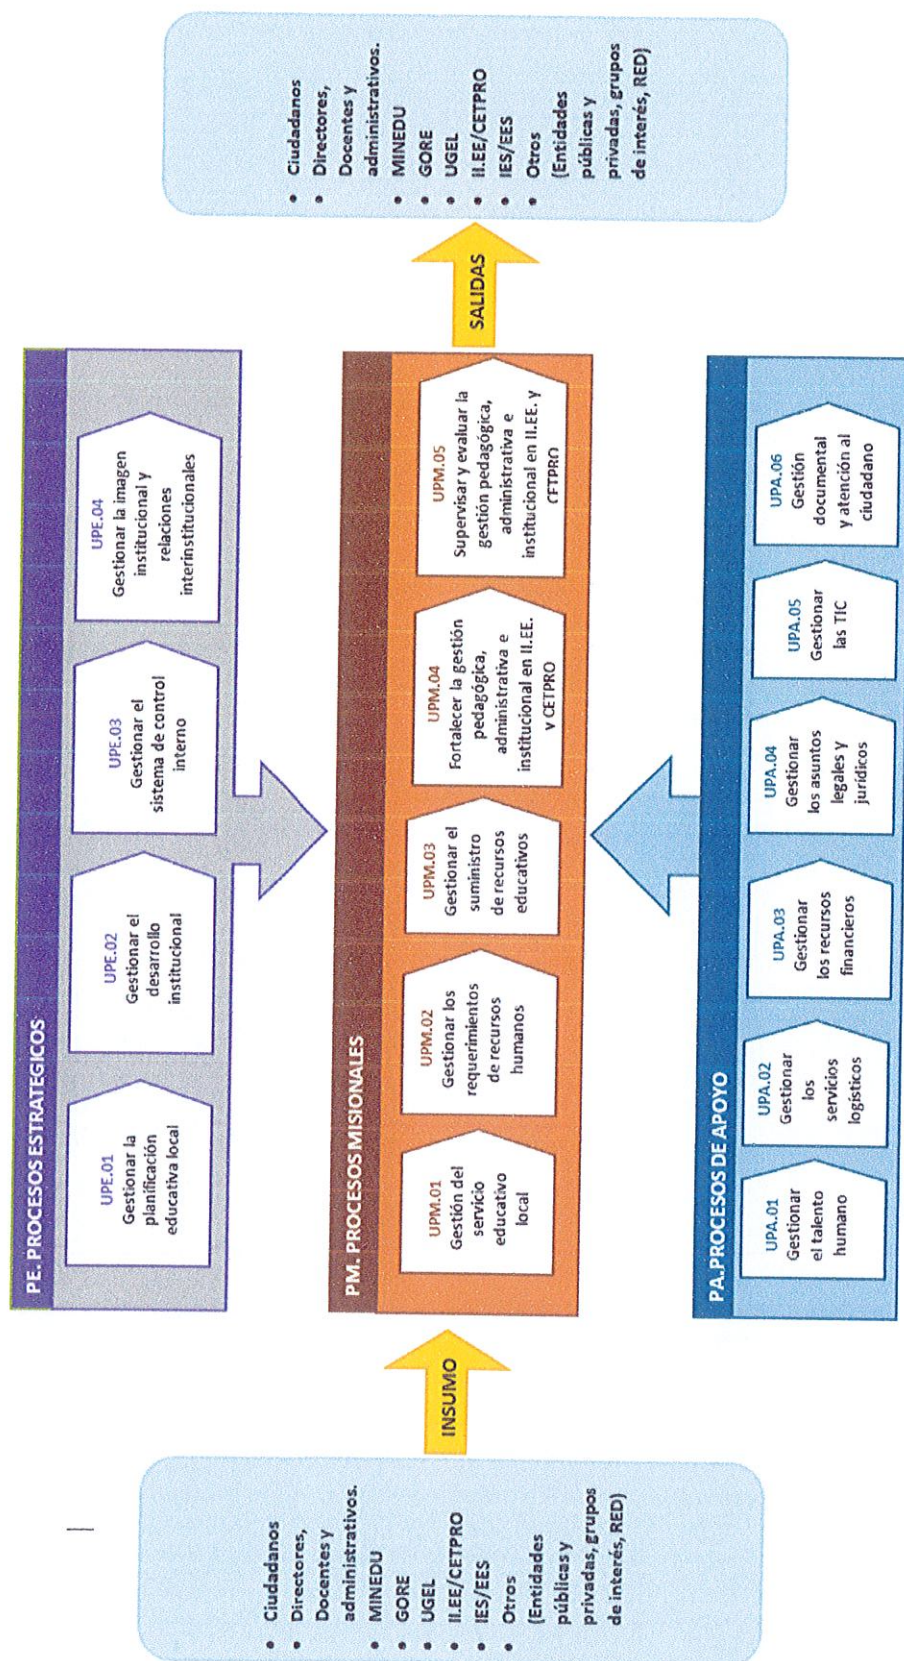 PE. PROCESOS ESTRATEGICOS
UPE.01
Gestionar la
planificación
educativa local
UPE.02
Gestionar el
desarrollo
institucional
UPE.03
Gestionar el
sistema de control
interno
UPE.04
Gestionar la imagen
institucional y
relaciones
interinstitucionales
• Ciudadanos
• Directores,
Docentes y
administrativos.
• MINEDU
• GORE
• UGEL
• II.EE/CETPRO
• IES/EES
• Otros
(Entidades
públicas y
privadas, grupos
de interés, RED)
INSUMO
PM. PROCESOS MISIONALES
UPM.01
Gestión del
servicio
educativo
local
UPM.02
Gestionar los
requerimientos
de recursos
humanos
UPM.03
Gestionar el
suministro
de recursos
educativos
UPM.04
Fortalecer la gestión
pedagógica,
administrativa e
institucional en II.EE.
y CETPRO
UPM.05
Supervisar y evaluar la
gestión pedagógica,
administrativa e
institucional en II.EE. y
CETPRO
SALIDAS
• Ciudadanos
• Directores,
Docentes y
administrativos.
• MINEDU
• GORE
• UGEL
• II.EE/CETPRO
• IES/EES
• Otros
(Entidades
públicas y
privadas, grupos
de interés, RED)
PA.PROCESOS DE APOYO
UPA.01
Gestionar
el talento
humano
UPA.02
Gestionar
los
servicios
logísticos
UPA.03
Gestionar
los recursos
financieros
UPA.04
Gestionar
los asuntos
legales y
jurídicos
UPA.05
Gestionar
las TIC
UPA.06
Gestión
documental
y atención al
ciudadano